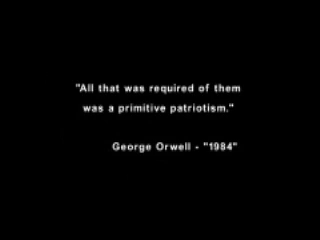 "All that was required of them
was a primitive patriotism."
George Orwell - "1984"